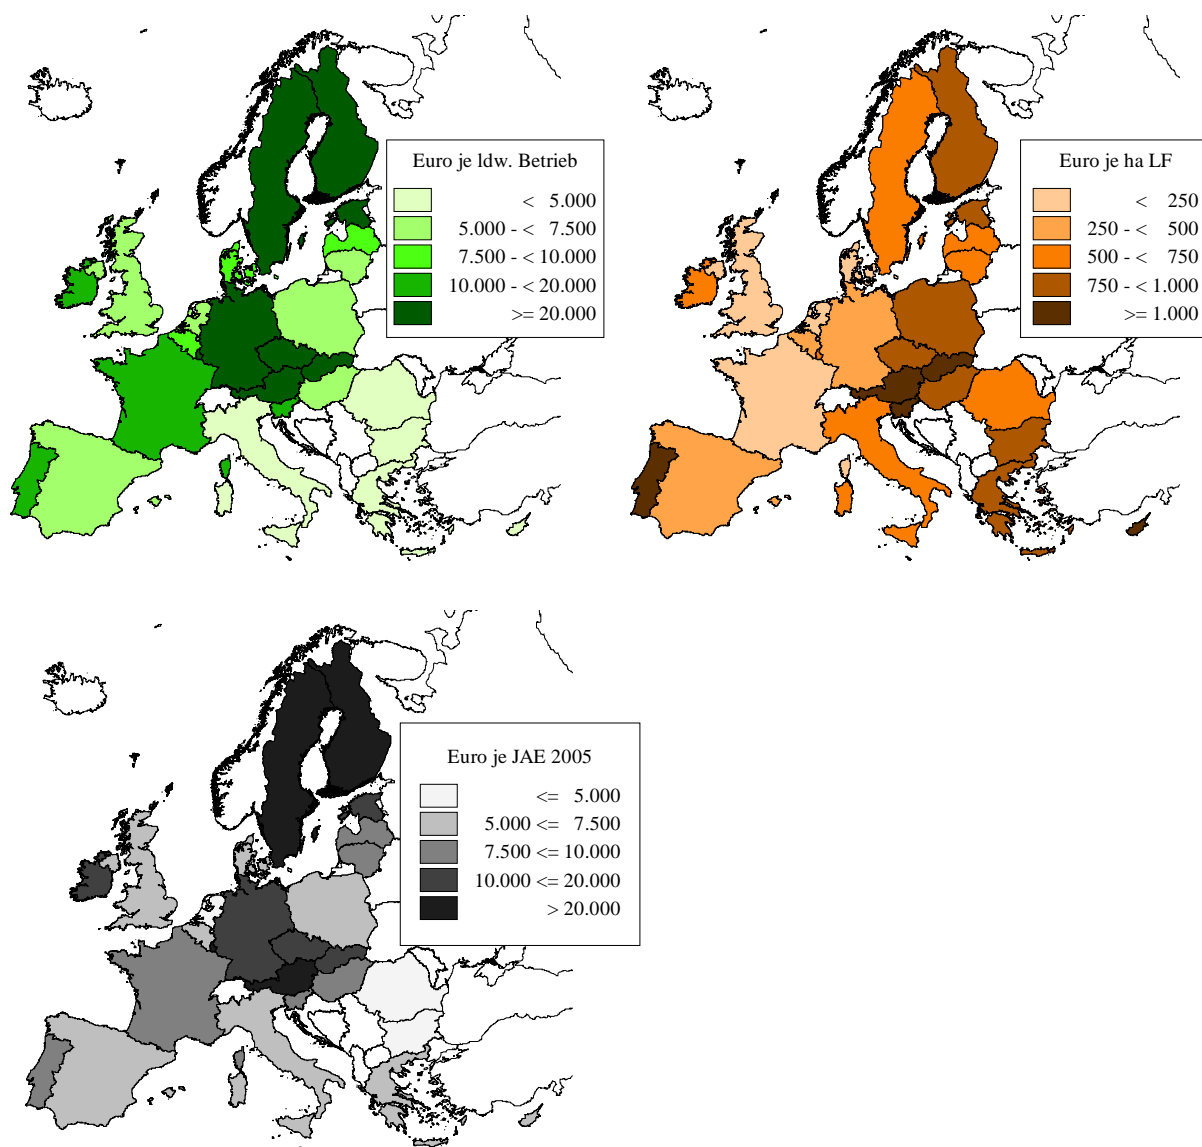 Euro je ldw. Betrieb
< 5.000
5.000 - < 7.500
7.500 - < 10.000
10.000 - < 20.000
>= 20.000
Euro je ha LF
< 250
250 - < 500
500 - < 750
750 - < 1.000
>= 1.000
Euro je JAE 2005
<= 5.000
5.000 <= 7.500
7.500 <= 10.000
10.000 <= 20.000
> 20.000